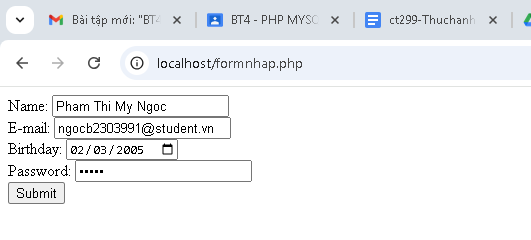 Bài tập mới: "BT4
BT4 - PHP MYSQ
ct299-Thuchanh
localhost/formnhap.php
Name: Pham Thi My Ngoc
E-mail: ngocb2303991@student.vn
Birthday: 02/03/2005
Password: •••••
Submit